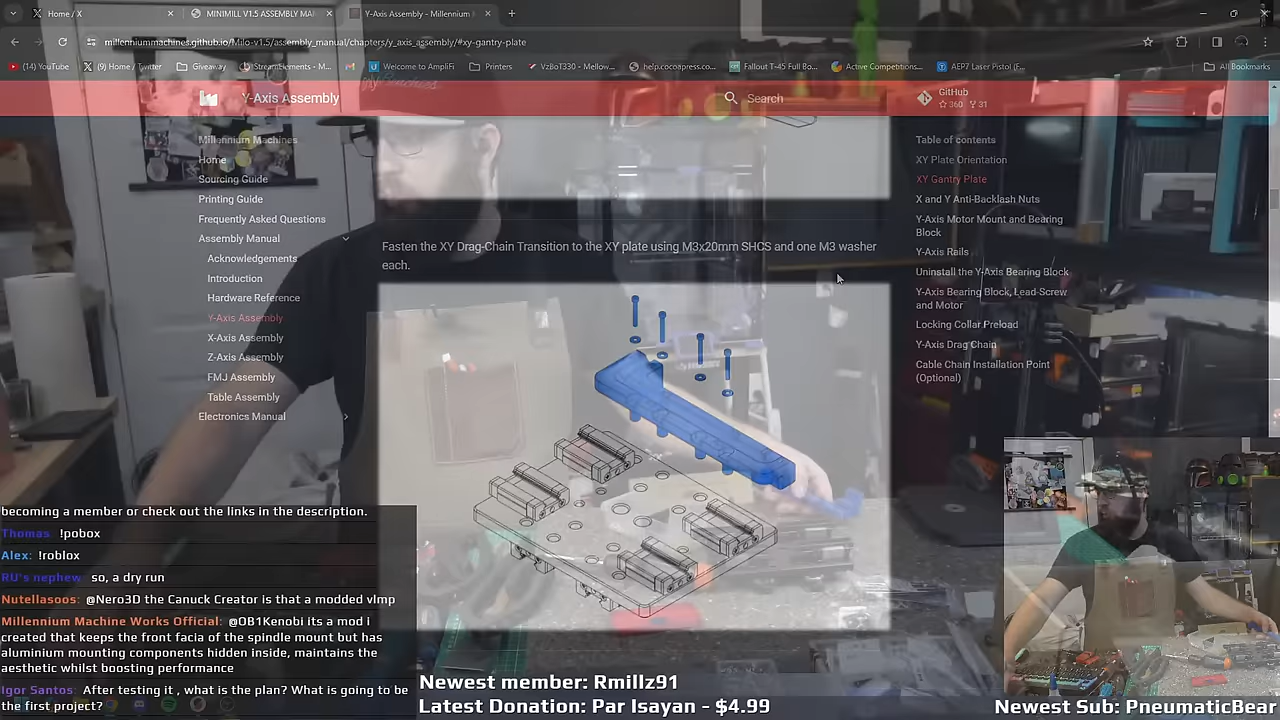 Home / X
MINIMILL V1.5 ASSEMBLY MAN
Y-Axis Assembly - Millennium
millenniummachines.github.io/Milo-v1.5/assembly_manual/chapters/y_axis_assembly/#xy-gantry-plate
(14) YouTube
(9) Home / Twitter
Giveaway
StreamElements - M...
Welcome to AmpliFi
Printers
VzBoT330 - Mellow...
help.cocoapress.co...
Fallout T-45 Full Bo...
Active Competitions...
AEP7 Laser Pistol (F...
All Bookmarks
Y-Axis Assembly
Search
GitHub
360 31
Millennium Machines
Home
Sourcing Guide
Printing Guide
Frequently Asked Questions
Assembly Manual
Acknowledgements
Introduction
Hardware Reference
Y-Axis Assembly
X-Axis Assembly
Z-Axis Assembly
FMJ Assembly
Table Assembly
Electronics Manual
Fasten the XY Drag-Chain Transition to the XY plate using M3x20mm SHCS and one M3 washer
each.
Table of contents
XY Plate Orientation
XY Gantry Plate
X and Y Anti-Backlash Nuts
Y-Axis Motor Mount and Bearing
Block
Y-Axis Rails
Uninstall the Y-Axis Bearing Block
Y-Axis Bearing Block, Lead-Screw
and Motor
Locking Collar Preload
Y-Axis Drag Chain
Cable Chain Installation Point
(Optional)
becoming a member or check out the links in the description.
Thomas: !pobox
Alex: !roblox
RU's nephew: so, a dry run
Nutellasoos: @Nero3D the Canuck Creator is that a modded vlmp
Millennium Machine Works Official: @OB1Kenobi its a mod i
created that keeps the front facia of the spindle mount but has
aluminium mounting components hidden inside, maintains the
aesthetic whilst boosting performance
Igor Santos: After testing it , what is the plan? What is going to be
the first project?
Newest member: Rmillz91
Latest Donation: Par Isayan - $4.99
Newest Sub: PneumaticBear